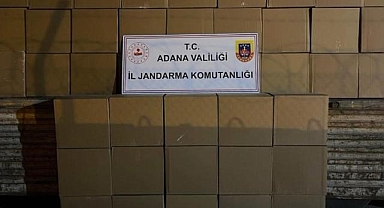 T.C.
ADANA VALİLİĞİ
İL JANDARMA KOMUTANLIĞI